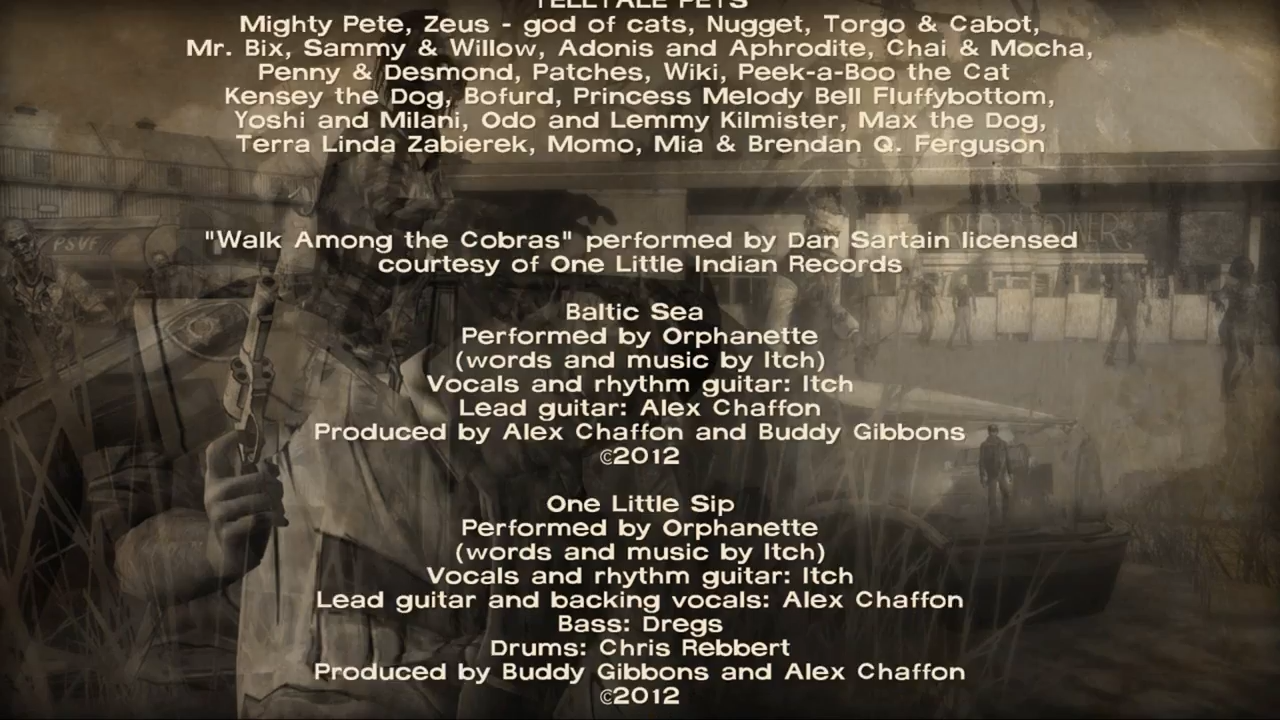 TELLTALE PETS
Mighty Pete, Zeus - god of cats, Nugget, Torgo & Cabot,
Mr. Bix, Sammy & Willow, Adonis and Aphrodite, Chai & Mocha,
Penny & Desmond, Patches, Wiki, Peek-a-Boo the Cat
Kensey the Dog, Bofurd, Princess Melody Bell Fluffybottom,
Yoshi and Milani, Odo and Lemmy Kilmister, Max the Dog,
Terra Linda Zabierek, Momo, Mia & Brendan Q. Ferguson
PSVF
"Walk Among the Cobras" performed by Dan Sartain licensed
courtesy of One Little Indian Records
Baltic Sea
Performed by Orphanette
(words and music by Itch)
Vocals and rhythm guitar: Itch
Lead guitar: Alex Chaffon
Produced by Alex Chaffon and Buddy Gibbons
©2012
One Little Sip
Performed by Orphanette
(words and music by Itch)
Vocals and rhythm guitar: Itch
Lead guitar and backing vocals: Alex Chaffon
Bass: Dregs
Drums: Chris Rebbert
Produced by Buddy Gibbons and Alex Chaffon
©2012